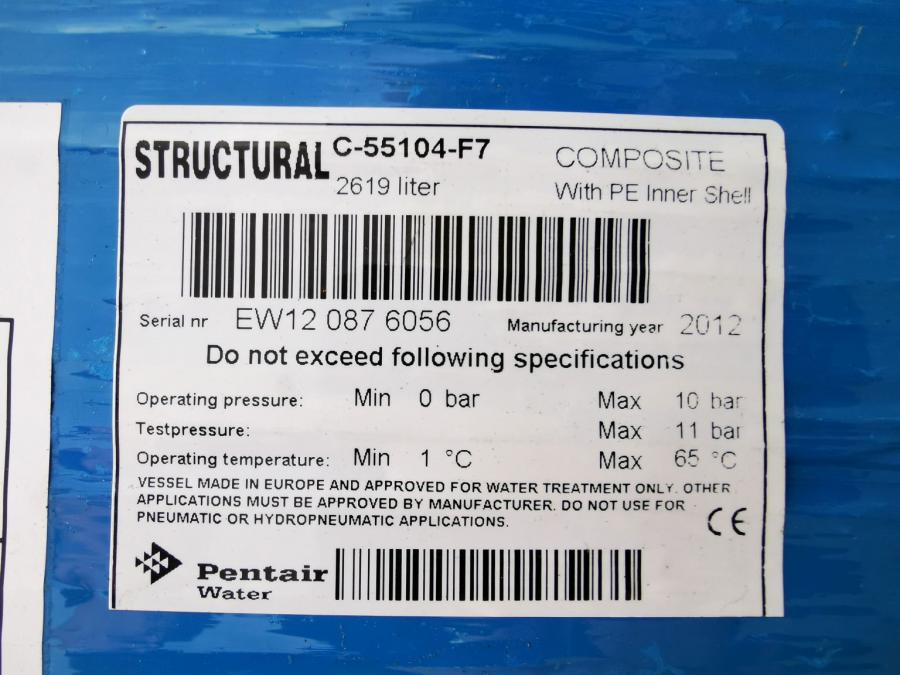 STRUCTURAL C-55104-F7 COMPOSITE
2619 liter With PE Inner Shell
Serial nr EW12 087 6056 Manufacturing year 2012
Do not exceed following specifications
Operating pressure: Min 0 bar Max 10 bar
Testpressure: Max 11 bar
Operating temperature: Min 1 °C Max 65 °C
VESSEL MADE IN EUROPE AND APPROVED FOR WATER TREATMENT ONLY. OTHER
APPLICATIONS MUST BE APPROVED BY MANUFACTURER. DO NOT USE FOR
PNEUMATIC OR HYDROPNEUMATIC APPLICATIONS.
CE
Pentair
Water